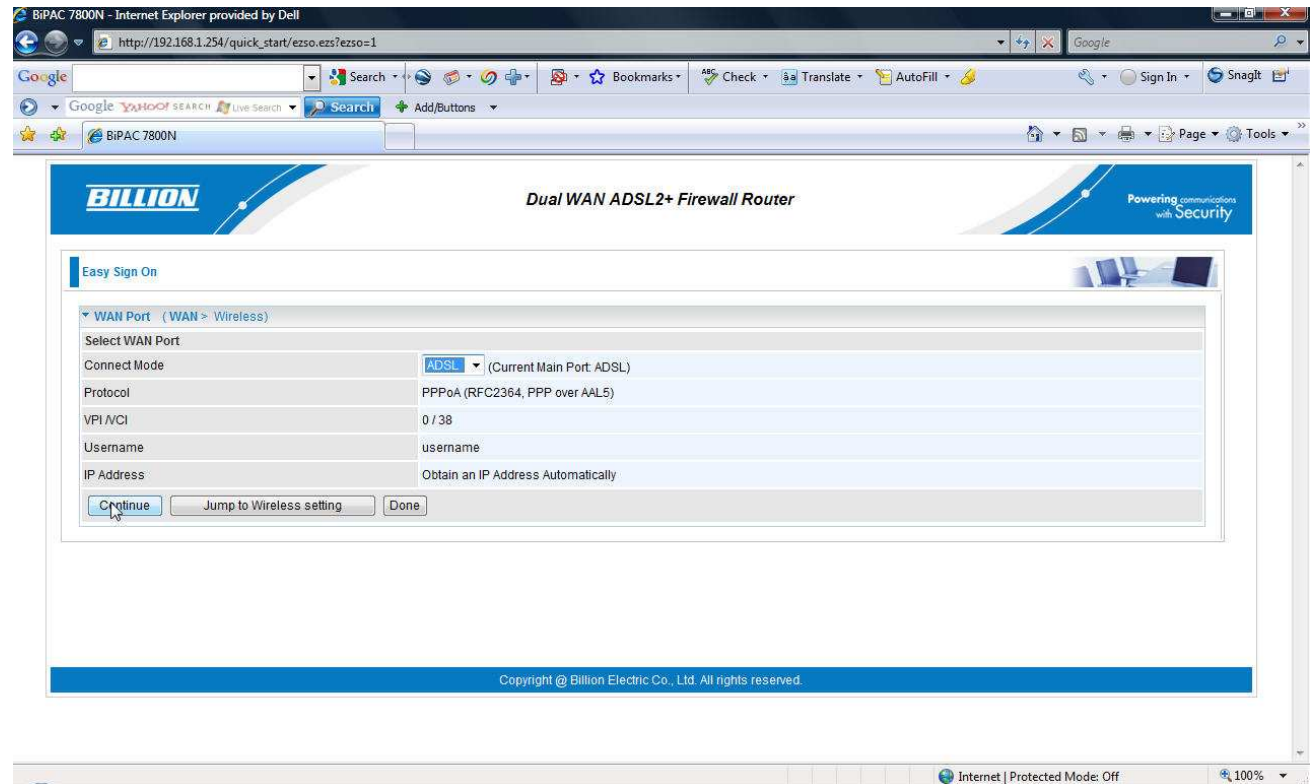 BiPAC 7800N - Internet Explorer provided by Dell
http://192.168.1.254/quick_start/ezso.ezs?ezso=1
Google
Google
Search
Bookmarks
ABC Check
aä Translate
AutoFill
Sign In
SnagIt
Google YAHOO! SEARCH Live Search
Search
Add/Buttons
BiPAC 7800N
Page
Tools
»
BILLION
Dual WAN ADSL2+ Firewall Router
Powering communications
with Security
Easy Sign On
WAN Port (WAN > Wireless)
Select WAN Port
Connect Mode ADSL (Current Main Port: ADSL)
Protocol PPPoA (RFC2364, PPP over AAL5)
VPI /VCI 0 / 38
Username username
IP Address Obtain an IP Address Automatically
Continue Jump to Wireless setting Done
Copyright @ Billion Electric Co., Ltd. All rights reserved.
Internet | Protected Mode: Off 100%